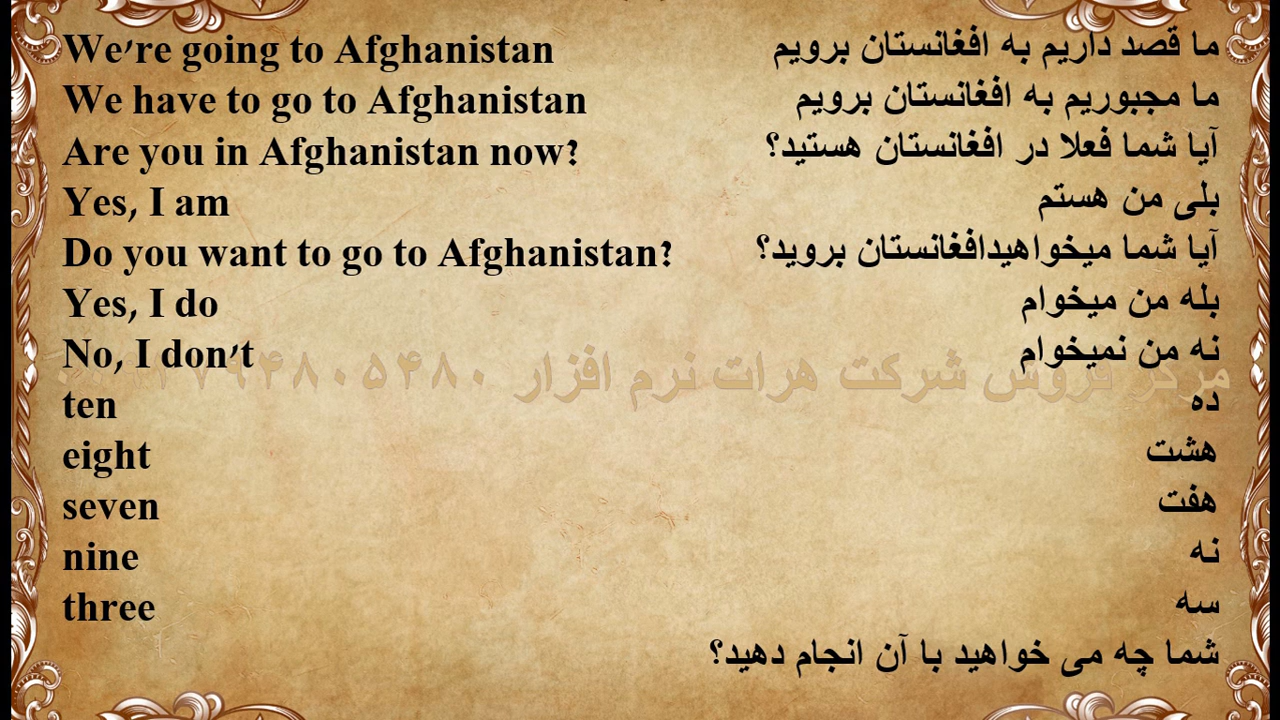 We're going to Afghanistan ما قصد داریم به افغانستان برویم
We have to go to Afghanistan ما مجبوریم به افغانستان برویم
Are you in Afghanistan now? آیا شما فعلا در افغانستان هستید؟
Yes, I am بلی من هستم
Do you want to go to Afghanistan? آیا شما میخواهیدافغانستان بروید؟
Yes, I do بله من میخوام
No, I don't نه من نمیخوام
مرکز فروش شرکت هرات نرم افزار
ten ده
eight هشت
seven هفت
nine نه
three سه
شما چه می خواهید با آن انجام دهید؟